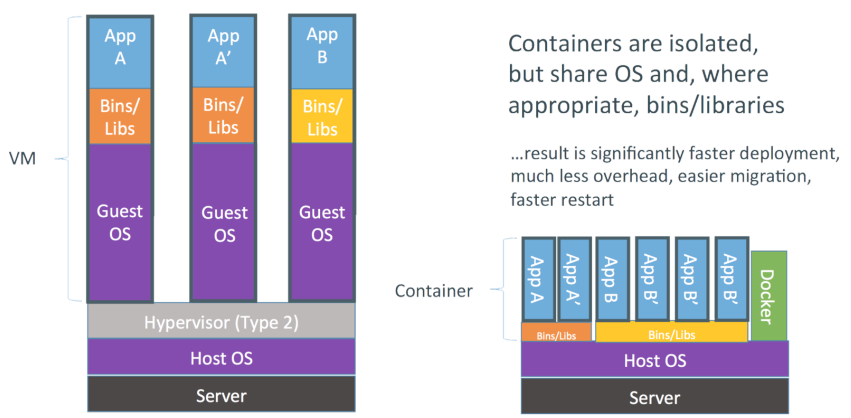 App
A
App
A’
App
B
Bins/
Libs
Bins/
Libs
Bins/
Libs
VM
Guest
OS
Guest
OS
Guest
OS
Hypervisor (Type 2)
Host OS
Server
Containers are isolated,
but share OS and, where
appropriate, bins/libraries
...result is significantly faster deployment,
much less overhead, easier migration,
faster restart
Container
App A
App A’
App B
App B’
App B’
App B’
Docker
Bins/Libs
Bins/Libs
Host OS
Server